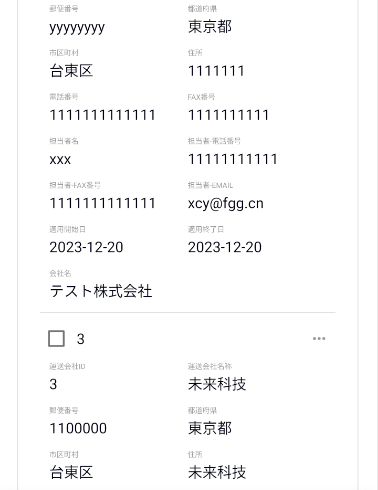 郵便番号 都道府県
yyyyyyyy 東京都
市区町村 住所
台東区 1111111
電話番号 FAX番号
1111111111111 1111111111
担当者名 担当者-電話番号
xxx 11111111111
担当者-FAX番号 担当者-EMAIL
1111111111111 xcy@fgg.cn
適用開始日 適用終了日
2023-12-20 2023-12-20
会社名
テスト株式会社
3
運送会社ID 運送会社名称
3 未来科技
郵便番号 都道府県
1100000 東京都
市区町村 住所
台東区 未来科技